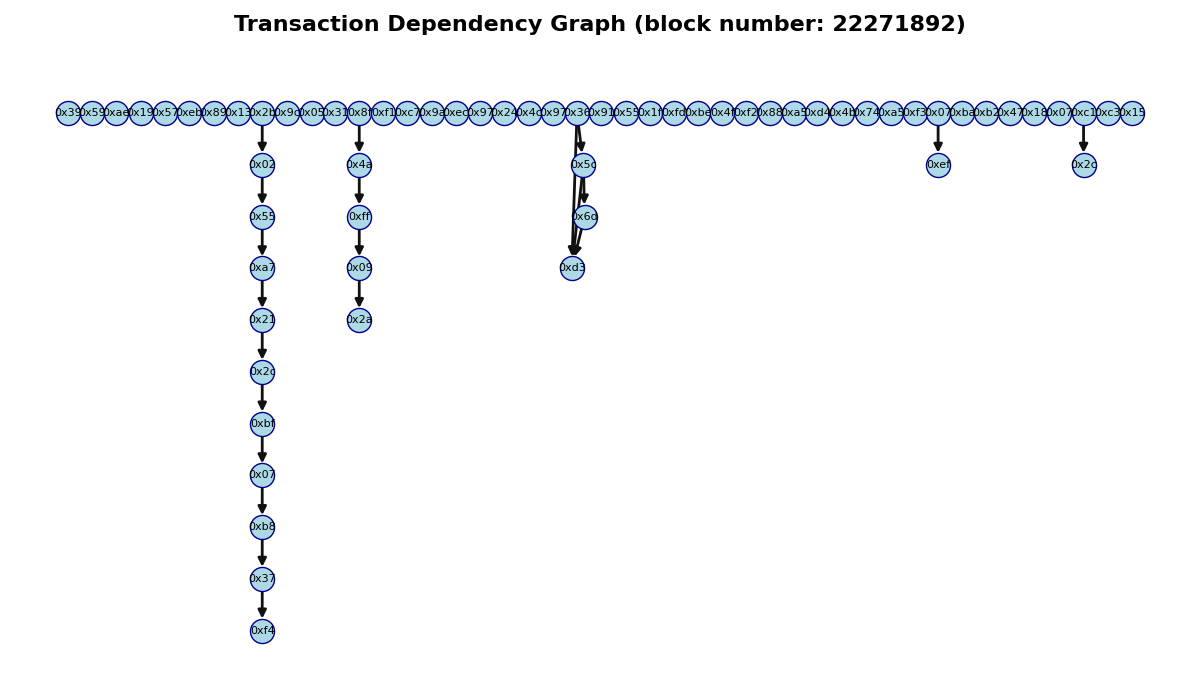 Transaction Dependency Graph (block number: 22271892)
0x39 0x59 0xae 0x19 0x57 0xeb 0x89 0x13 0x2b 0x9c 0x05 0x31 0x8f 0xf1 0xc7 0x9a 0xec 0x97 0x24 0x4c 0x97 0x91 0x55 0x1f 0xfd 0xbe 0x4f 0xf2 0x88 0xa5 0xd4 0x4b 0x74 0xa5 0xf3 0x07 0xba 0xb2 0x47 0x18 0x07 0xc1 0xc3 0x15
0x02 0x4a 0x5c 0xef 0x2c
0x55 0xff 0x6d
0xa7 0x09 0xd3
0x21 0x2a
0x2c
0xbf
0x07
0xb8
0x37
0xf4